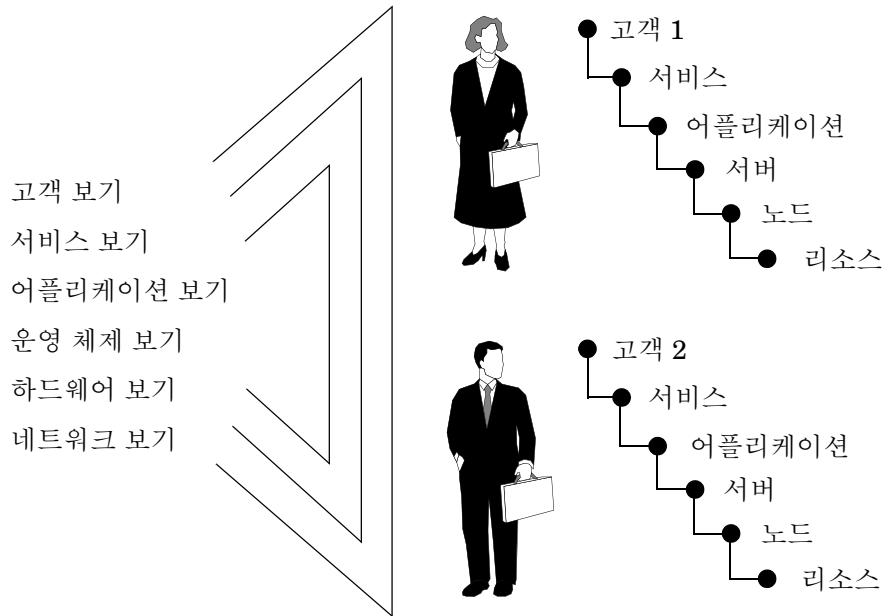 고객 보기
서비스 보기
어플리케이션 보기
운영 체제 보기
하드웨어 보기
네트워크 보기
고객 1
서비스
어플리케이션
서버
노드
리소스
고객 2
서비스
어플리케이션
서버
노드
리소스